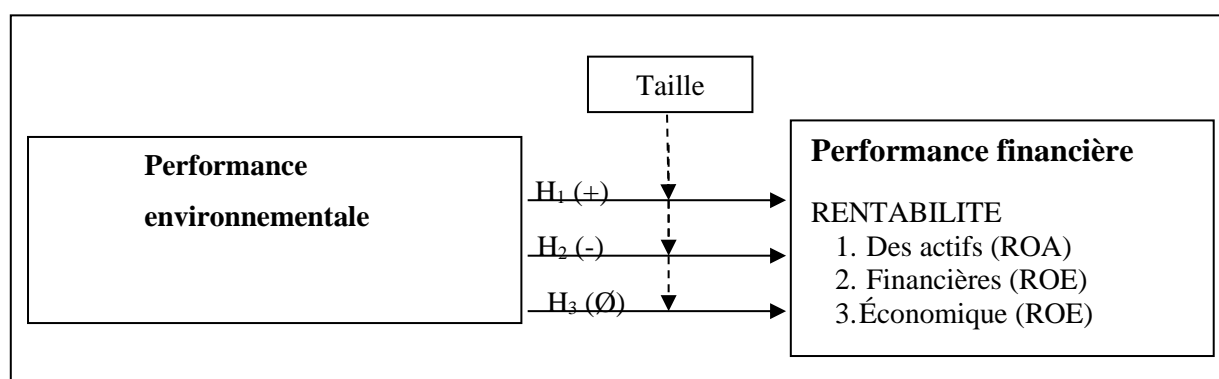 Taille
Performance
environnementale
H₁ (+)
H₂ (-)
H₃ (Ø)
Performance financière
RENTABILITE
1. Des actifs (ROA)
2. Financières (ROE)
3.Économique (ROE)